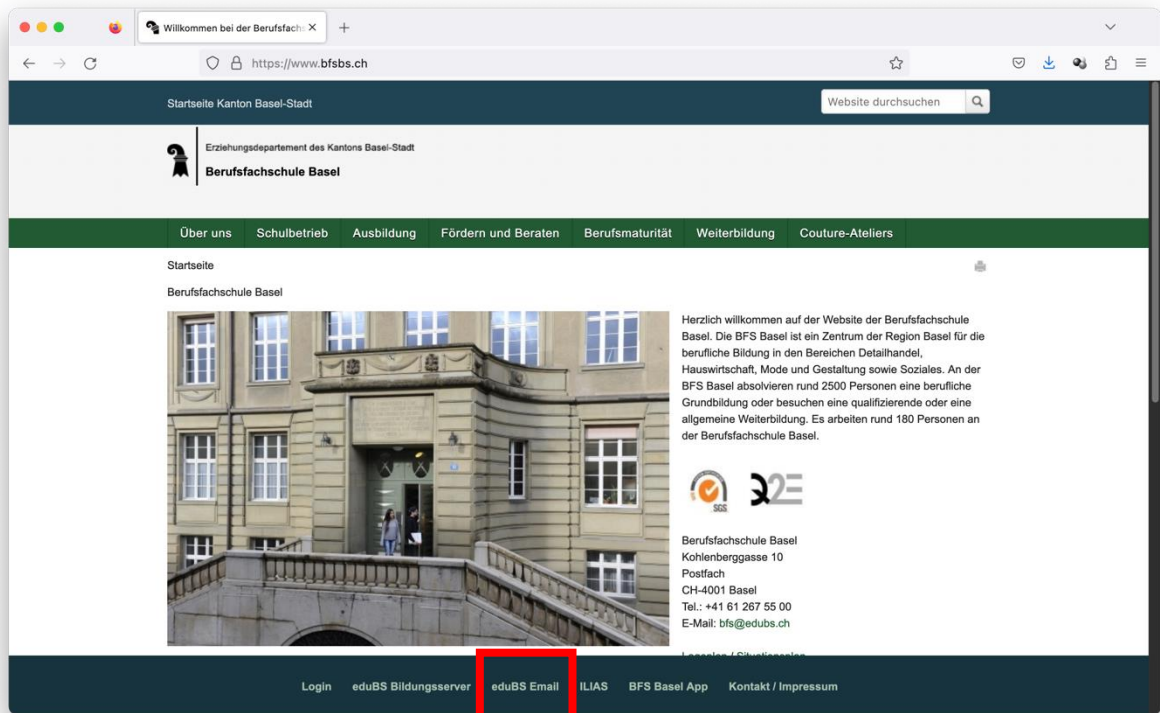 Willkommen bei der Berufsfachs
https://www.bfsbs.ch
Startseite Kanton Basel-Stadt
Website durchsuchen
Erziehungsdepartement des Kantons Basel-Stadt
Berufsfachschule Basel
Über uns Schulbetrieb Ausbildung Fördern und Beraten Berufsmaturität Weiterbildung Couture-Ateliers
Startseite
Berufsfachschule Basel
Herzlich willkommen auf der Website der Berufsfachschule
Basel. Die BFS Basel ist ein Zentrum der Region Basel für die
berufliche Bildung in den Bereichen Detailhandel,
Hauswirtschaft, Mode und Gestaltung sowie Soziales. An der
BFS Basel absolvieren rund 2500 Personen eine berufliche
Grundbildung oder besuchen eine qualifizierende oder eine
allgemeine Weiterbildung. Es arbeiten rund 180 Personen an
der Berufsfachschule Basel.
SGS
Q2E
Berufsfachschule Basel
Kohlenberggasse 10
Postfach
CH-4001 Basel
Tel.: +41 61 267 55 00
E-Mail: bfs@edubs.ch
Lageplan / Situationsplan
Login eduBS Bildungsserver eduBS Email ILIAS BFS Basel App Kontakt / Impressum